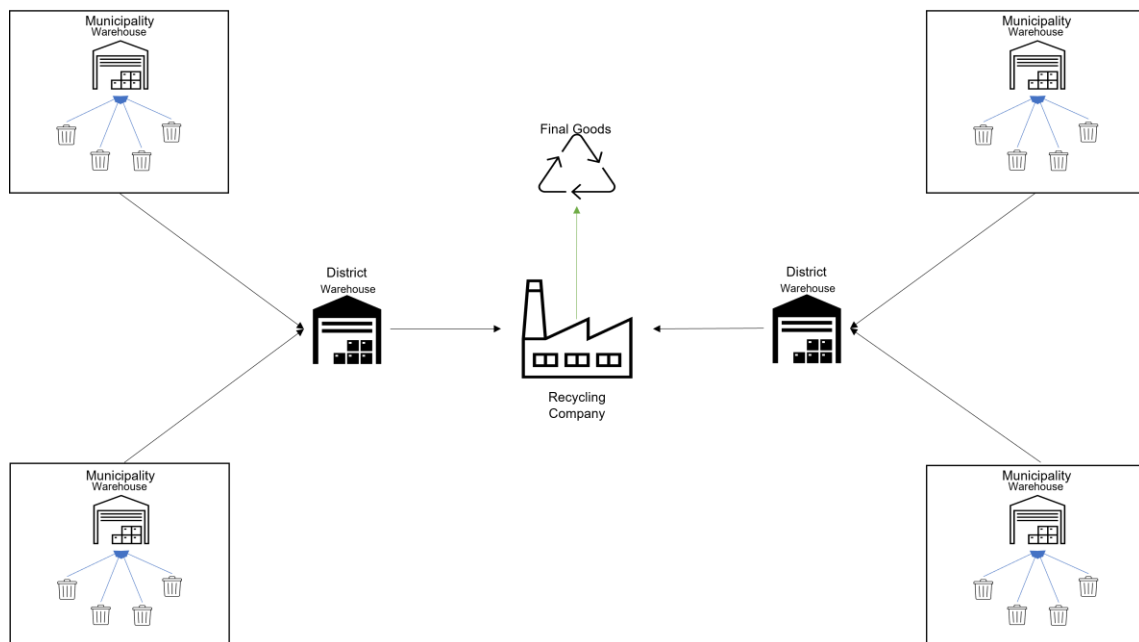 Municipality
Warehouse
Municipality
Warehouse
Final Goods
District
Warehouse
District
Warehouse
Recycling
Company
Municipality
Warehouse
Municipality
Warehouse